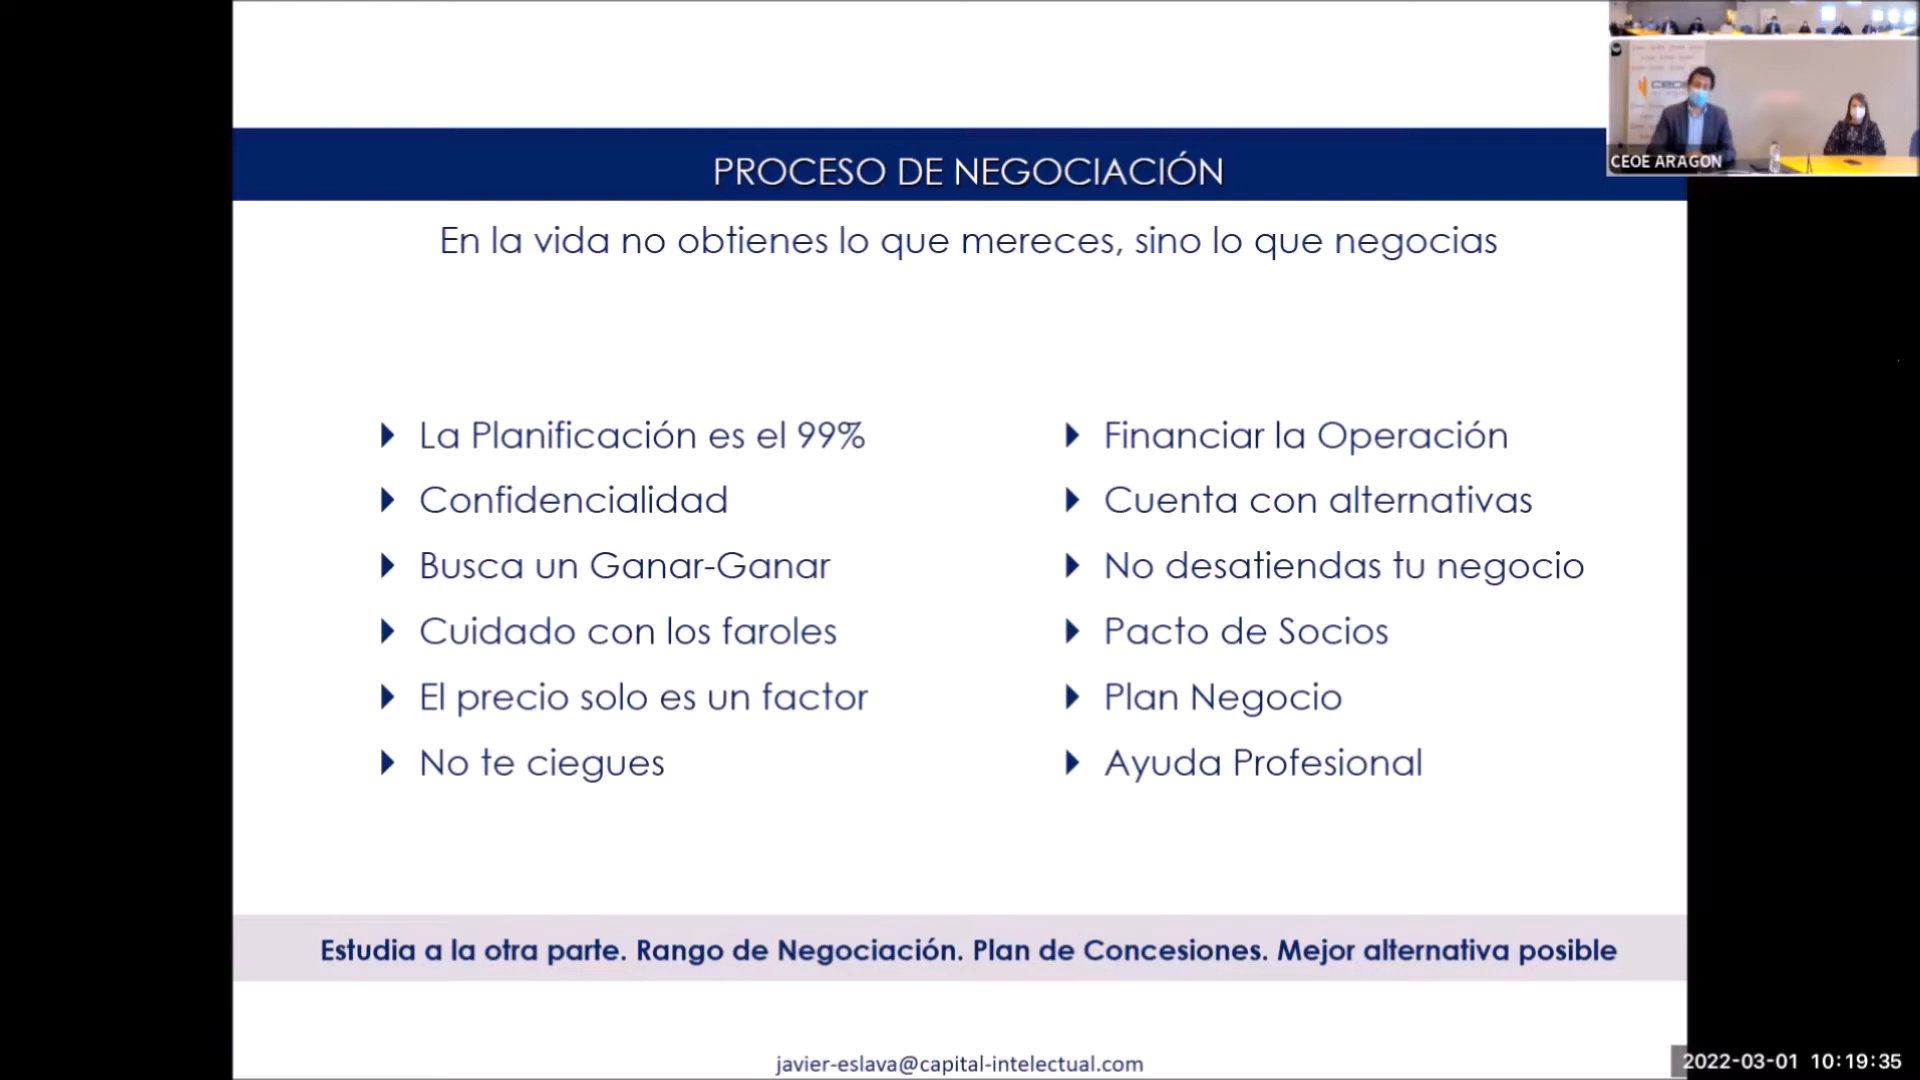 PROCESO DE NEGOCIACIÓN
En la vida no obtienes lo que mereces, sino lo que negocias
La Planificación es el 99%
Confidencialidad
Busca un Ganar-Ganar
Cuidado con los faroles
El precio solo es un factor
No te ciegues
Financiar la Operación
Cuenta con alternativas
No desatiendas tu negocio
Pacto de Socios
Plan Negocio
Ayuda Profesional
Estudia a la otra parte. Rango de Negociación. Plan de Concesiones. Mejor alternativa posible
javier-eslava@capital-intelectual.com
CEOE ARAGON
2022-03-01 10:19:35